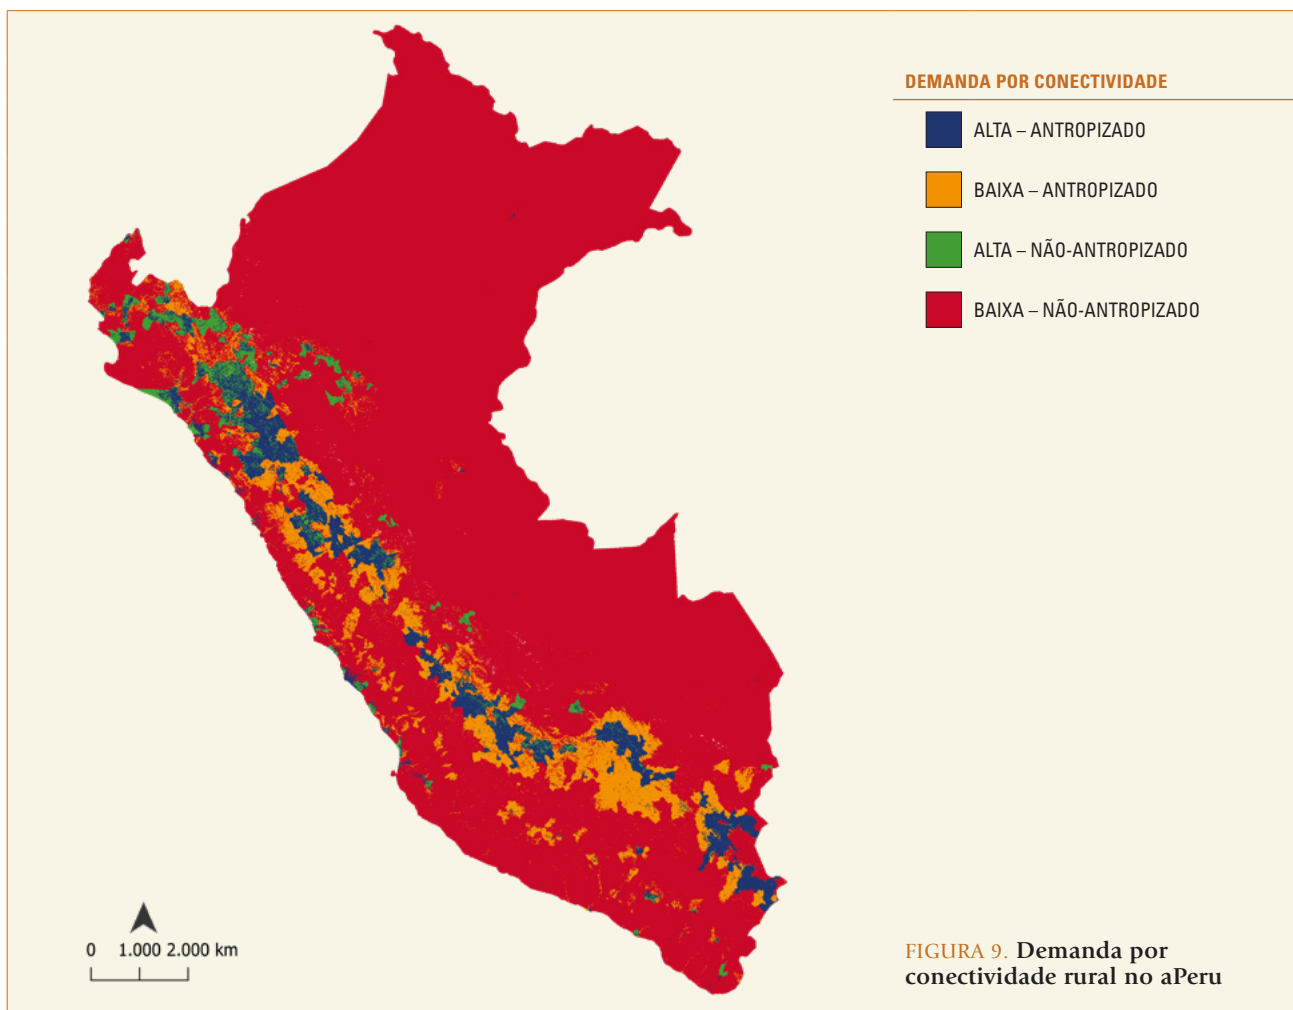 DEMANDA POR CONECTIVIDADE
ALTA – ANTROPIZADO
BAIXA – ANTROPIZADO
ALTA – NÃO-ANTROPIZADO
BAIXA – NÃO-ANTROPIZADO
0 1.000 2.000 km
FIGURA 9. Demanda por
conectividade rural no aPeru